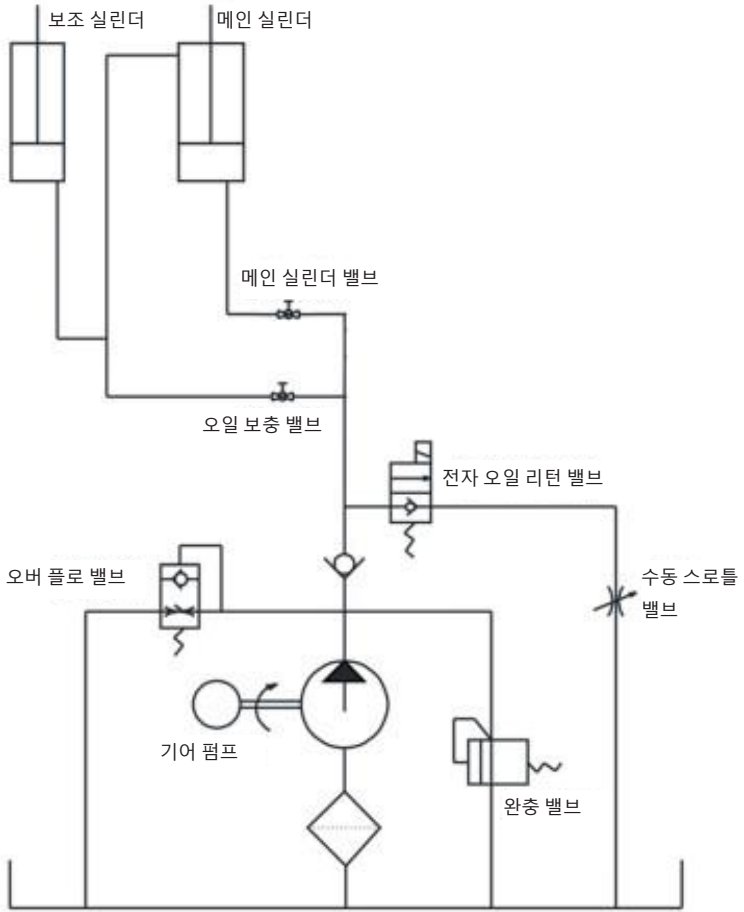 보조 실린더
메인 실린더
메인 실린더 밸브
오일 보충 밸브
전자 오일 리턴 밸브
오버 플로 밸브
수동 스로틀
밸브
기어 펌프
완충 밸브